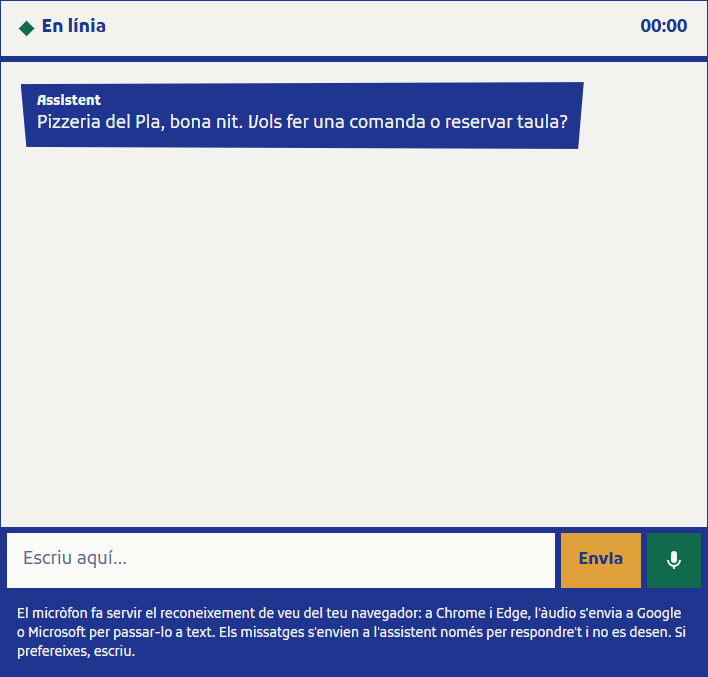 En línia
00:00
Assistent
Pizzeria del Pla, bona nit. Vols fer una comanda o reservar taula?
Escriu aquí...
Envia
El micròfon fa servir el reconeixement de veu del teu navegador: a Chrome i Edge, l'àudio s'envia a Google
o Microsoft per passar-lo a text. Els missatges s'envien a l'assistent només per respondre't i no es desen. Si
prefereixes, escriu.